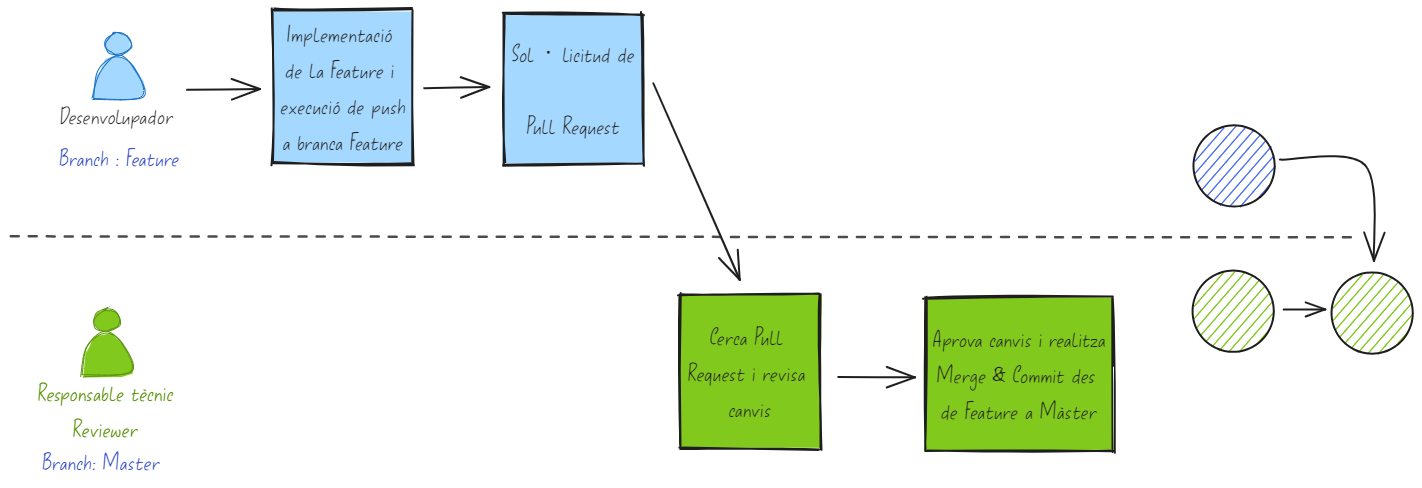 Desenvolupador
Branch : Feature
Implementació
de la Feature i
execució de push
a branca Feature
Sol · licitud de
Pull Request
Responsable tècnic
Reviewer
Branch: Master
Cerca Pull
Request i revisa
canvis
Aprova canvis i realitza
Merge & Commit des
de Feature a Màster